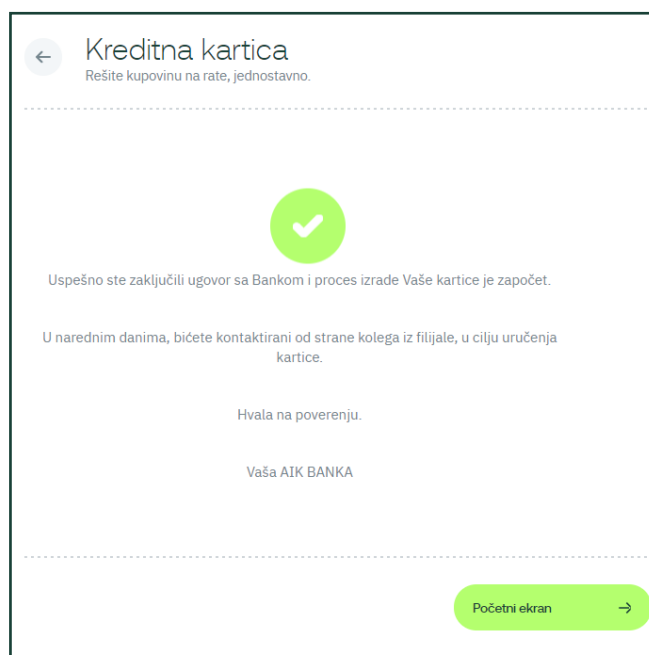 Kreditna kartica
Rešite kupovinu na rate, jednostavno.
Uspešno ste zaključili ugovor sa Bankom i proces izrade Vaše kartice je započet.
U narednim danima, bićete kontaktirani od strane kolega iz filijale, u cilju uručenja
kartice.
Hvala na poverenju.
Vaša AIK BANKA
Početni ekran